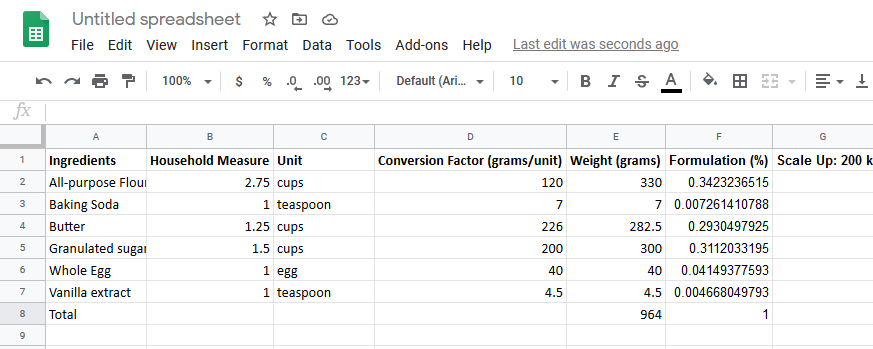 Untitled spreadsheet
File Edit View Insert Format Data Tools Add-ons Help Last edit was seconds ago
100% $ % .0 .00 123 Default (Ari... 10 B I S A
fx
A B C D E F G
1 Ingredients Household Measure Unit Conversion Factor (grams/unit) Weight (grams) Formulation (%) Scale Up: 200 k
2 All-purpose Flour 2.75 cups 120 330 0.3423236515
3 Baking Soda 1 teaspoon 7 7 0.007261410788
4 Butter 1.25 cups 226 282.5 0.2930497925
5 Granulated sugar 1.5 cups 200 300 0.3112033195
6 Whole Egg 1 egg 40 40 0.04149377593
7 Vanilla extract 1 teaspoon 4.5 4.5 0.004668049793
8 Total 964 1
9